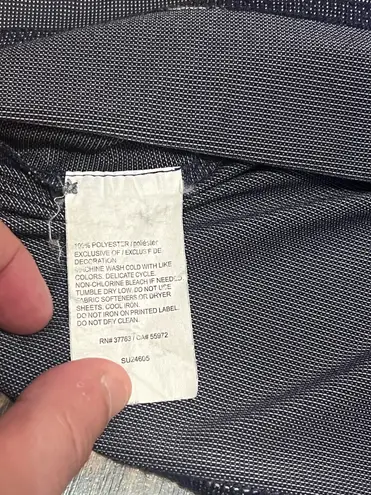 100% POLYESTER / poliéster
EXCLUSIVE OF / EXCLUSIF DE
DECORATION
MACHINE WASH COLD WITH LIKE
COLORS. DELICATE CYCLE.
NON-CHLORINE BLEACH IF NEEDED
TUMBLE DRY LOW. DO NOT USE
FABRIC SOFTENERS OR DRYER
SHEETS. COOL IRON.
DO NOT IRON ON PRINTED LABEL.
DO NOT DRY CLEAN.
RN# 37763 / CA# 55972
SU24605